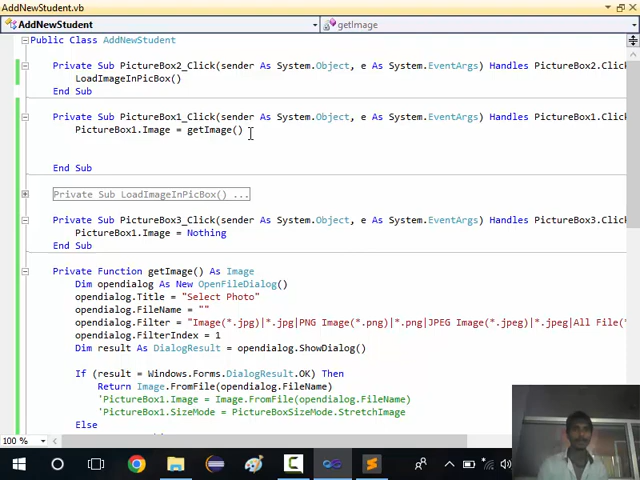 AddNewStudent.vb
AddNewStudent
getImage
Public Class AddNewStudent
Private Sub PictureBox2_Click(sender As System.Object, e As System.EventArgs) Handles PictureBox2.Click
LoadImageInPicBox()
End Sub
Private Sub PictureBox1_Click(sender As System.Object, e As System.EventArgs) Handles PictureBox1.Click
PictureBox1.Image = getImage()
End Sub
Private Sub LoadImageInPicBox() ...
Private Sub PictureBox3_Click(sender As System.Object, e As System.EventArgs) Handles PictureBox3.Click
PictureBox1.Image = Nothing
End Sub
Private Function getImage() As Image
Dim opendialog As New OpenFileDialog()
opendialog.Title = "Select Photo"
opendialog.FileName = ""
opendialog.Filter = "Image(*.jpg)|*.jpg|PNG Image(*.png)|*.png|JPEG Image(*.jpeg)|*.jpeg|All File(*
opendialog.FilterIndex = 1
Dim result As DialogResult = opendialog.ShowDialog()
If (result = Windows.Forms.DialogResult.OK) Then
Return Image.FromFile(opendialog.FileName)
'PictureBox1.Image = Image.FromFile(opendialog.FileName)
'PictureBox1.SizeMode = PictureBoxSizeMode.StretchImage
Else
100 %